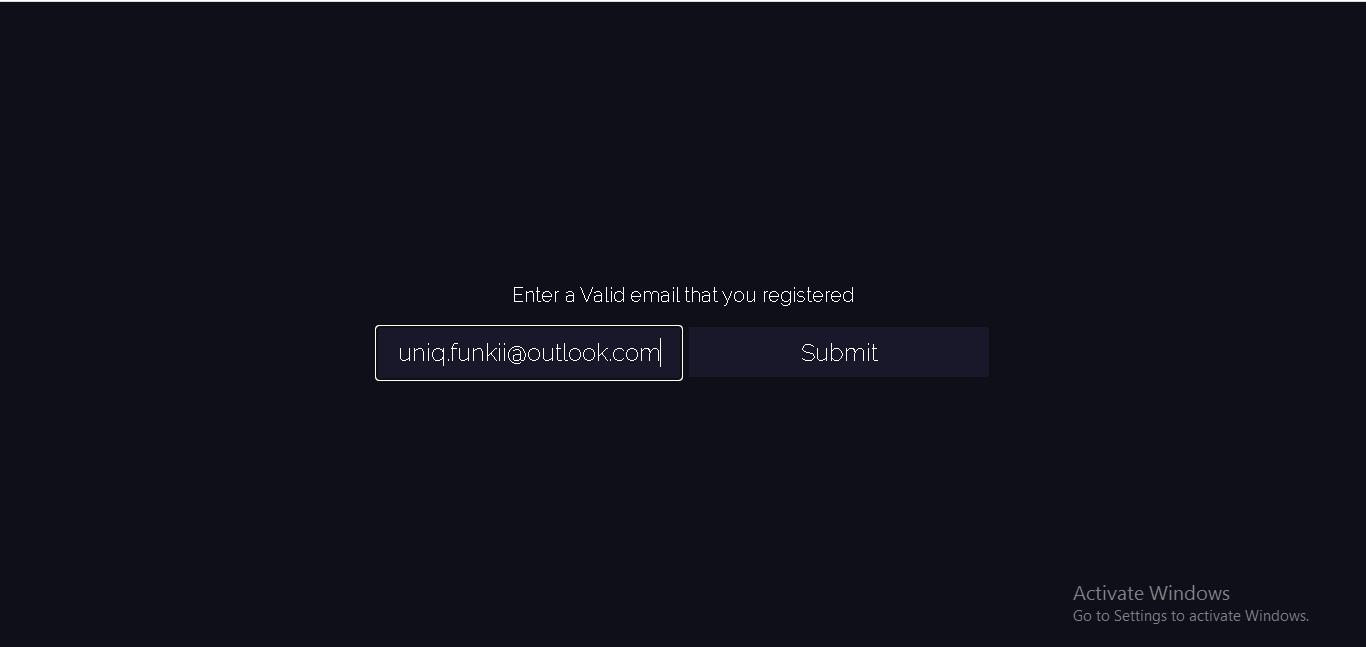 Enter a Valid email that you registered
uniq.funkii@outlook.com
Submit
Activate Windows
Go to Settings to activate Windows.